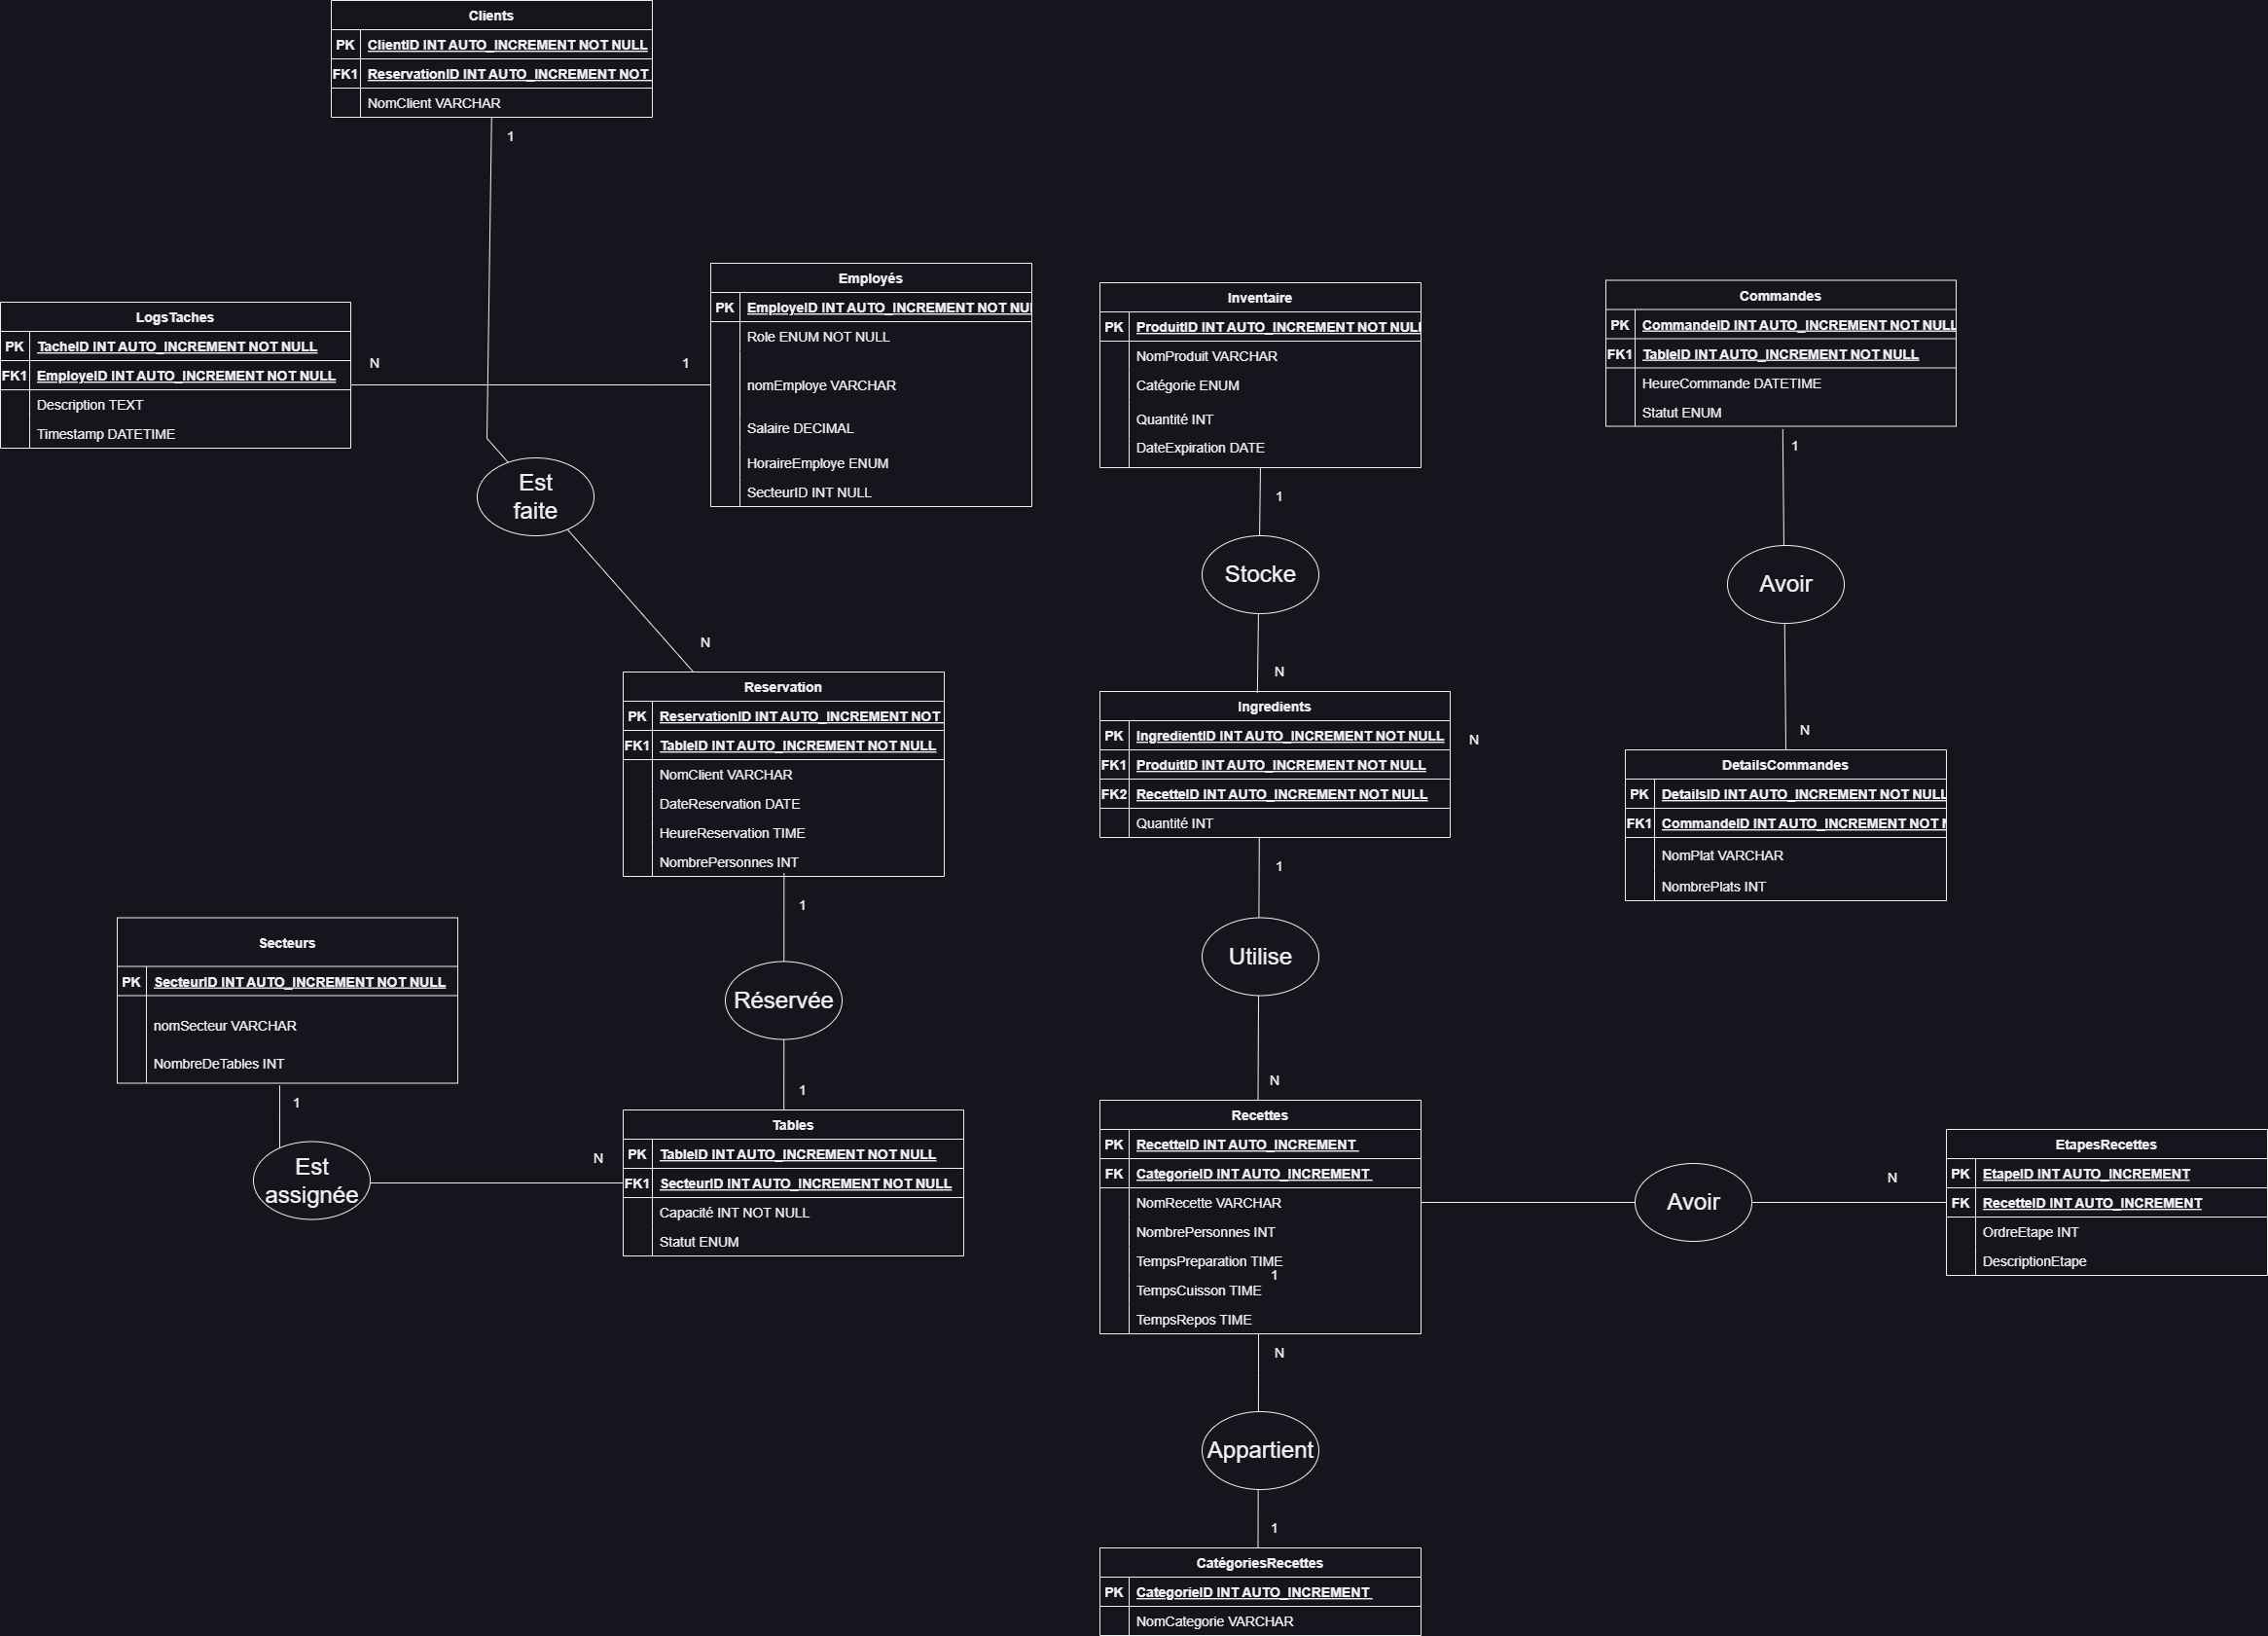 Clients
PK ClientID INT AUTO_INCREMENT NOT NULL
FK1 ReservationID INT AUTO_INCREMENT NOT
NomClient VARCHAR
1
Employés
PK EmployeID INT AUTO_INCREMENT NOT NUL
Role ENUM NOT NULL
nomEmploye VARCHAR
Salaire DECIMAL
HoraireEmploye ENUM
SecteurID INT NULL
LogsTaches
PK TacheID INT AUTO_INCREMENT NOT NULL
FK1 EmployeID INT AUTO_INCREMENT NOT NULL
Description TEXT
Timestamp DATETIME
N
1
Est
faite
N
Inventaire
PK ProduitID INT AUTO_INCREMENT NOT NULL
NomProduit VARCHAR
Catégorie ENUM
Quantité INT
DateExpiration DATE
1
Stocke
N
Commandes
PK CommandeID INT AUTO_INCREMENT NOT NULL
FK1 TableID INT AUTO_INCREMENT NOT NULL
HeureCommande DATETIME
Statut ENUM
1
Avoir
N
Reservation
PK ReservationID INT AUTO_INCREMENT NOT
FK1 TableID INT AUTO_INCREMENT NOT NULL
NomClient VARCHAR
DateReservation DATE
HeureReservation TIME
NombrePersonnes INT
1
Réservée
1
Ingredients
PK IngredientID INT AUTO_INCREMENT NOT NULL
FK1 ProduitID INT AUTO_INCREMENT NOT NULL
FK2 RecetteID INT AUTO_INCREMENT NOT NULL
Quantité INT
N
1
Utilise
N
DetailsCommandes
PK DetailsID INT AUTO_INCREMENT NOT NULL
FK1 CommandeID INT AUTO_INCREMENT NOT N
NomPlat VARCHAR
NombrePlats INT
Secteurs
PK SecteurID INT AUTO_INCREMENT NOT NULL
nomSecteur VARCHAR
NombreDeTables INT
1
Est
assignée
N
Tables
PK TableID INT AUTO_INCREMENT NOT NULL
FK1 SecteurID INT AUTO_INCREMENT NOT NULL
Capacité INT NOT NULL
Statut ENUM
Recettes
PK RecetteID INT AUTO_INCREMENT
FK CategorieID INT AUTO_INCREMENT
NomRecette VARCHAR
NombrePersonnes INT
TempsPreparation TIME
1
TempsCuisson TIME
TempsRepos TIME
Avoir
N
EtapesRecettes
PK EtapeID INT AUTO_INCREMENT
FK RecetteID INT AUTO_INCREMENT
OrdreEtape INT
DescriptionEtape
N
Appartient
1
CatégoriesRecettes
PK CategorieID INT AUTO_INCREMENT
NomCategorie VARCHAR